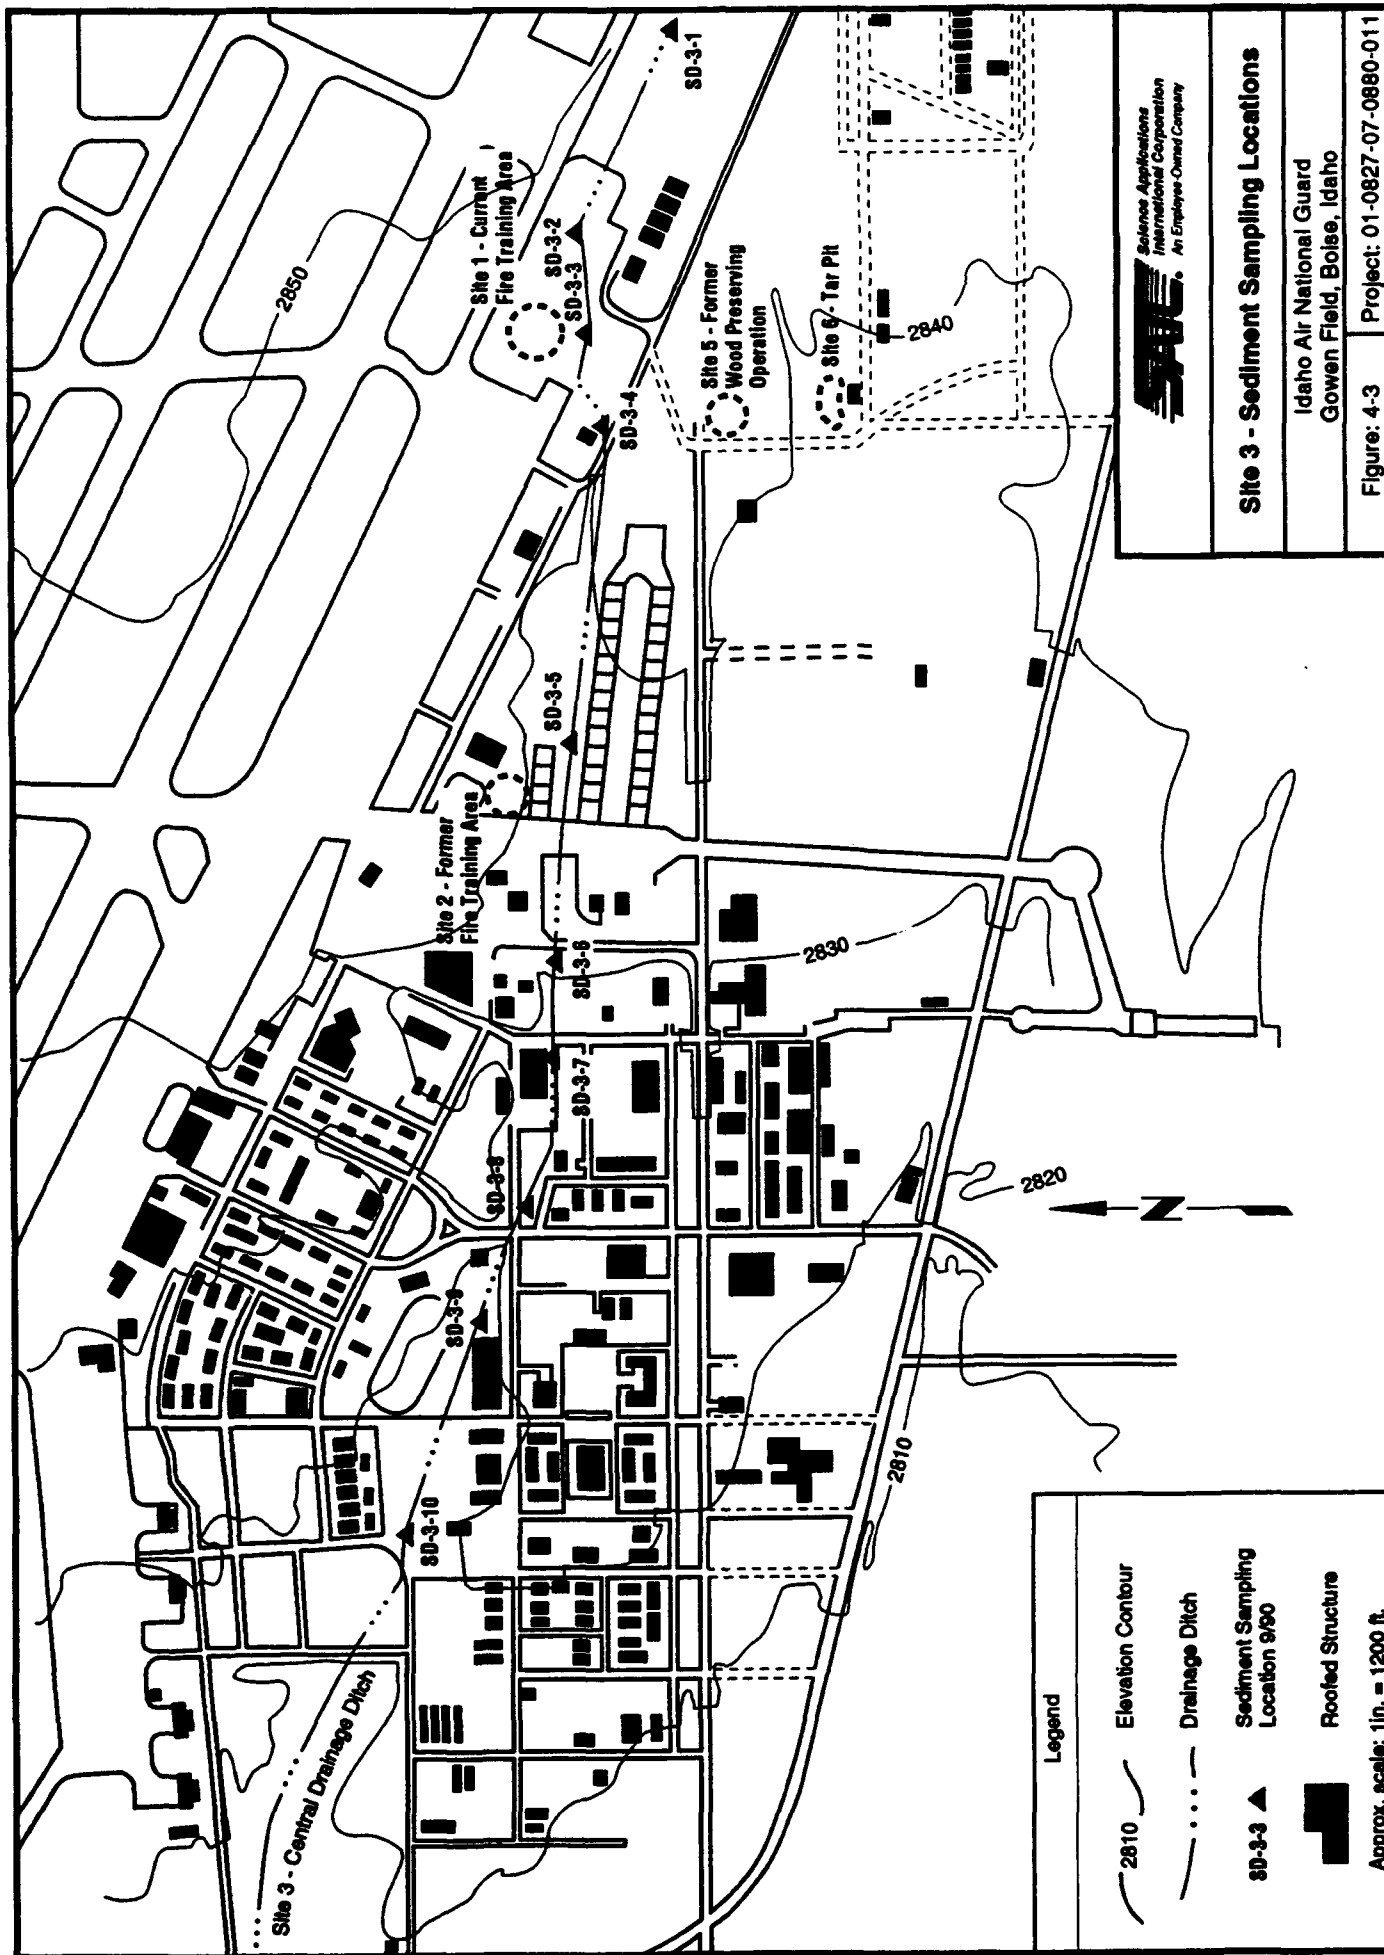 2850
Site 1 - Current
Fire Training Area
SD-3-1
SD-3-2
SD-3-3
SD-3-4
Site 5 - Former
Wood Preserving
Operation
Site 6 - Tar Pit
2840
Site 2 - Former
Fire Training Area
SD-3-5
SD-3-6
SD-3-7
SD-3-8
SD-3-9
SD-3-10
2830
2820
2810
N
Site 3 - Central Drainage Ditch
Legend
2810 Elevation Contour
Drainage Ditch
SD-3-3 Sediment Sampling
Location 9/90
Roofed Structure
Approx. scale: 1in. = 1200 ft.
Science Applications
International Corporation
An Employee-Owned Company
Site 3 - Sediment Sampling Locations
Idaho Air National Guard
Gowen Field, Boise, Idaho
Figure: 4-3
Project: 01-0827-07-0880-011